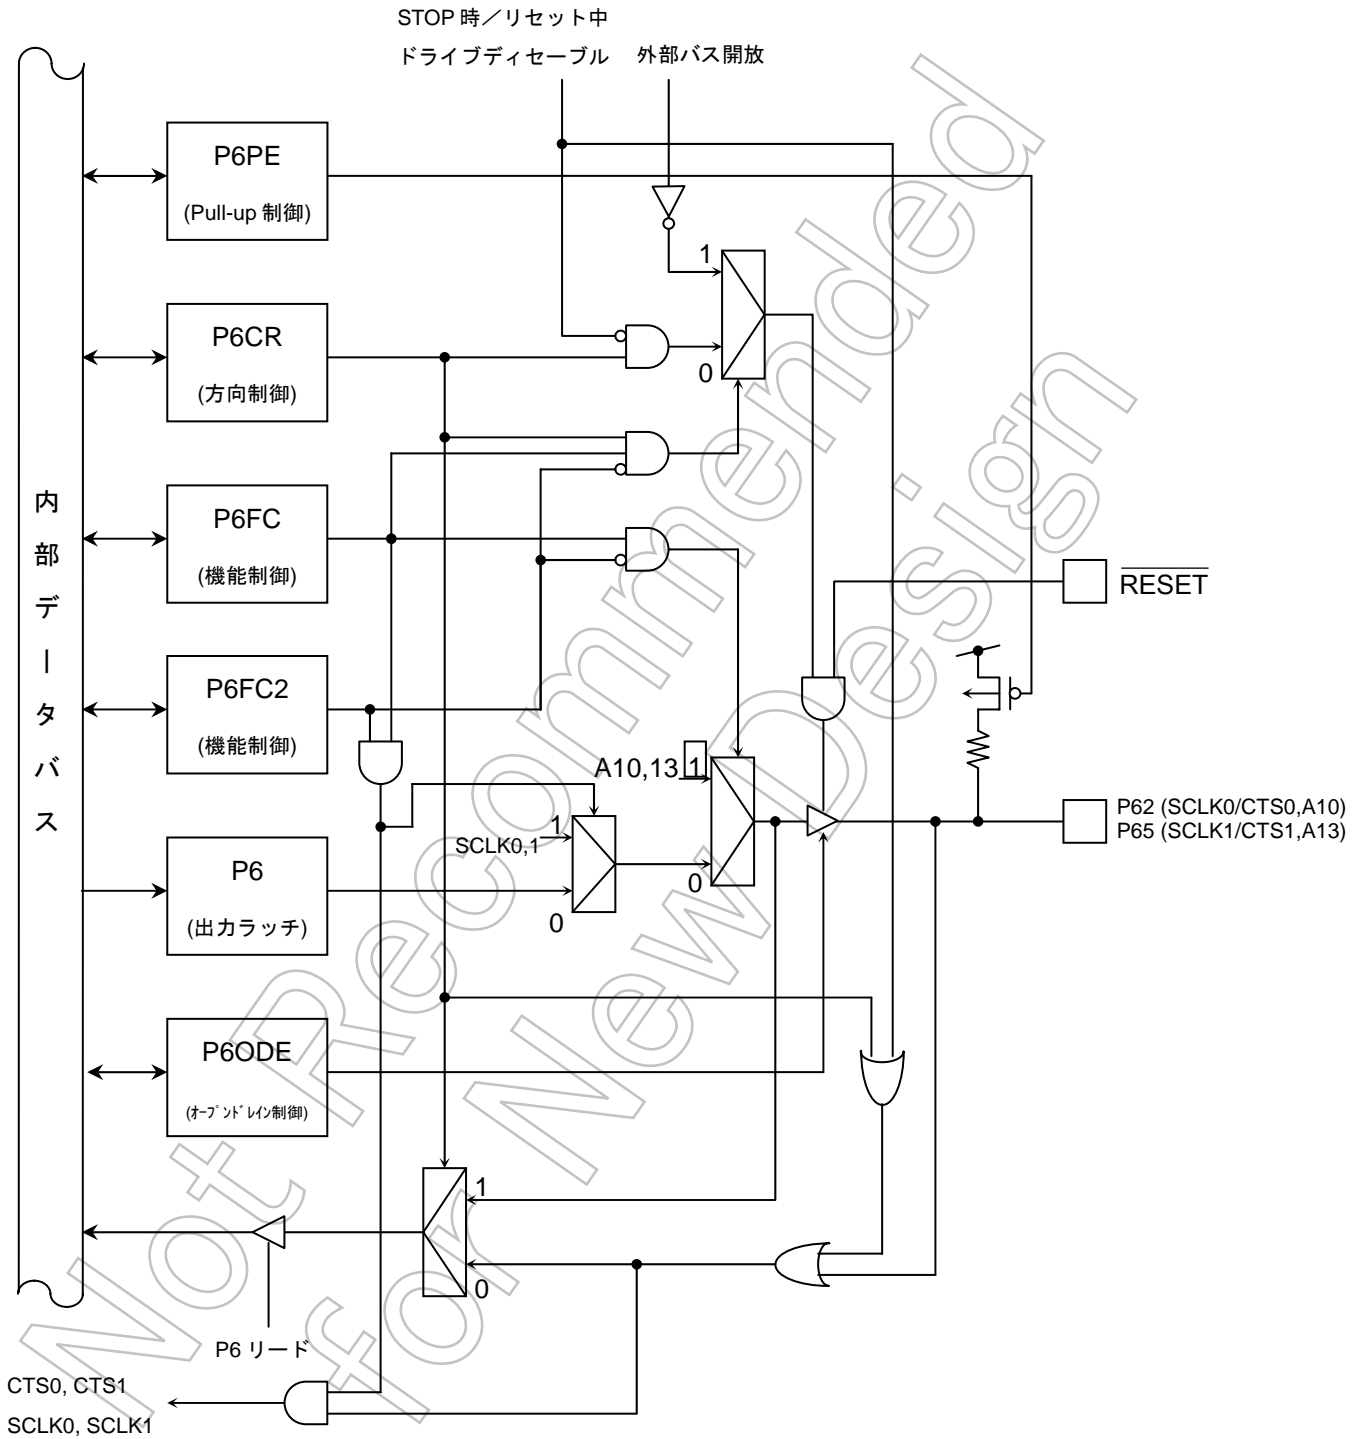 STOP 時／リセット中
ドライブディセーブル
外部バス開放
P6PE
(Pull-up 制御)
1
P6CR
(方向制御)
0
内部データバス
P6FC
(機能制御)
RESET
P6FC2
(機能制御)
A10,13 1
P62 (SCLK0/CTS0,A10)
P65 (SCLK1/CTS1,A13)
1
SCLK0,1
P6
(出力ラッチ)
0
0
P6ODE
(ｵｰﾌﾟﾝﾄﾞﾚｲﾝ制御)
1
0
P6 リード
CTS0, CTS1
SCLK0, SCLK1
Not Recommended
for New Design